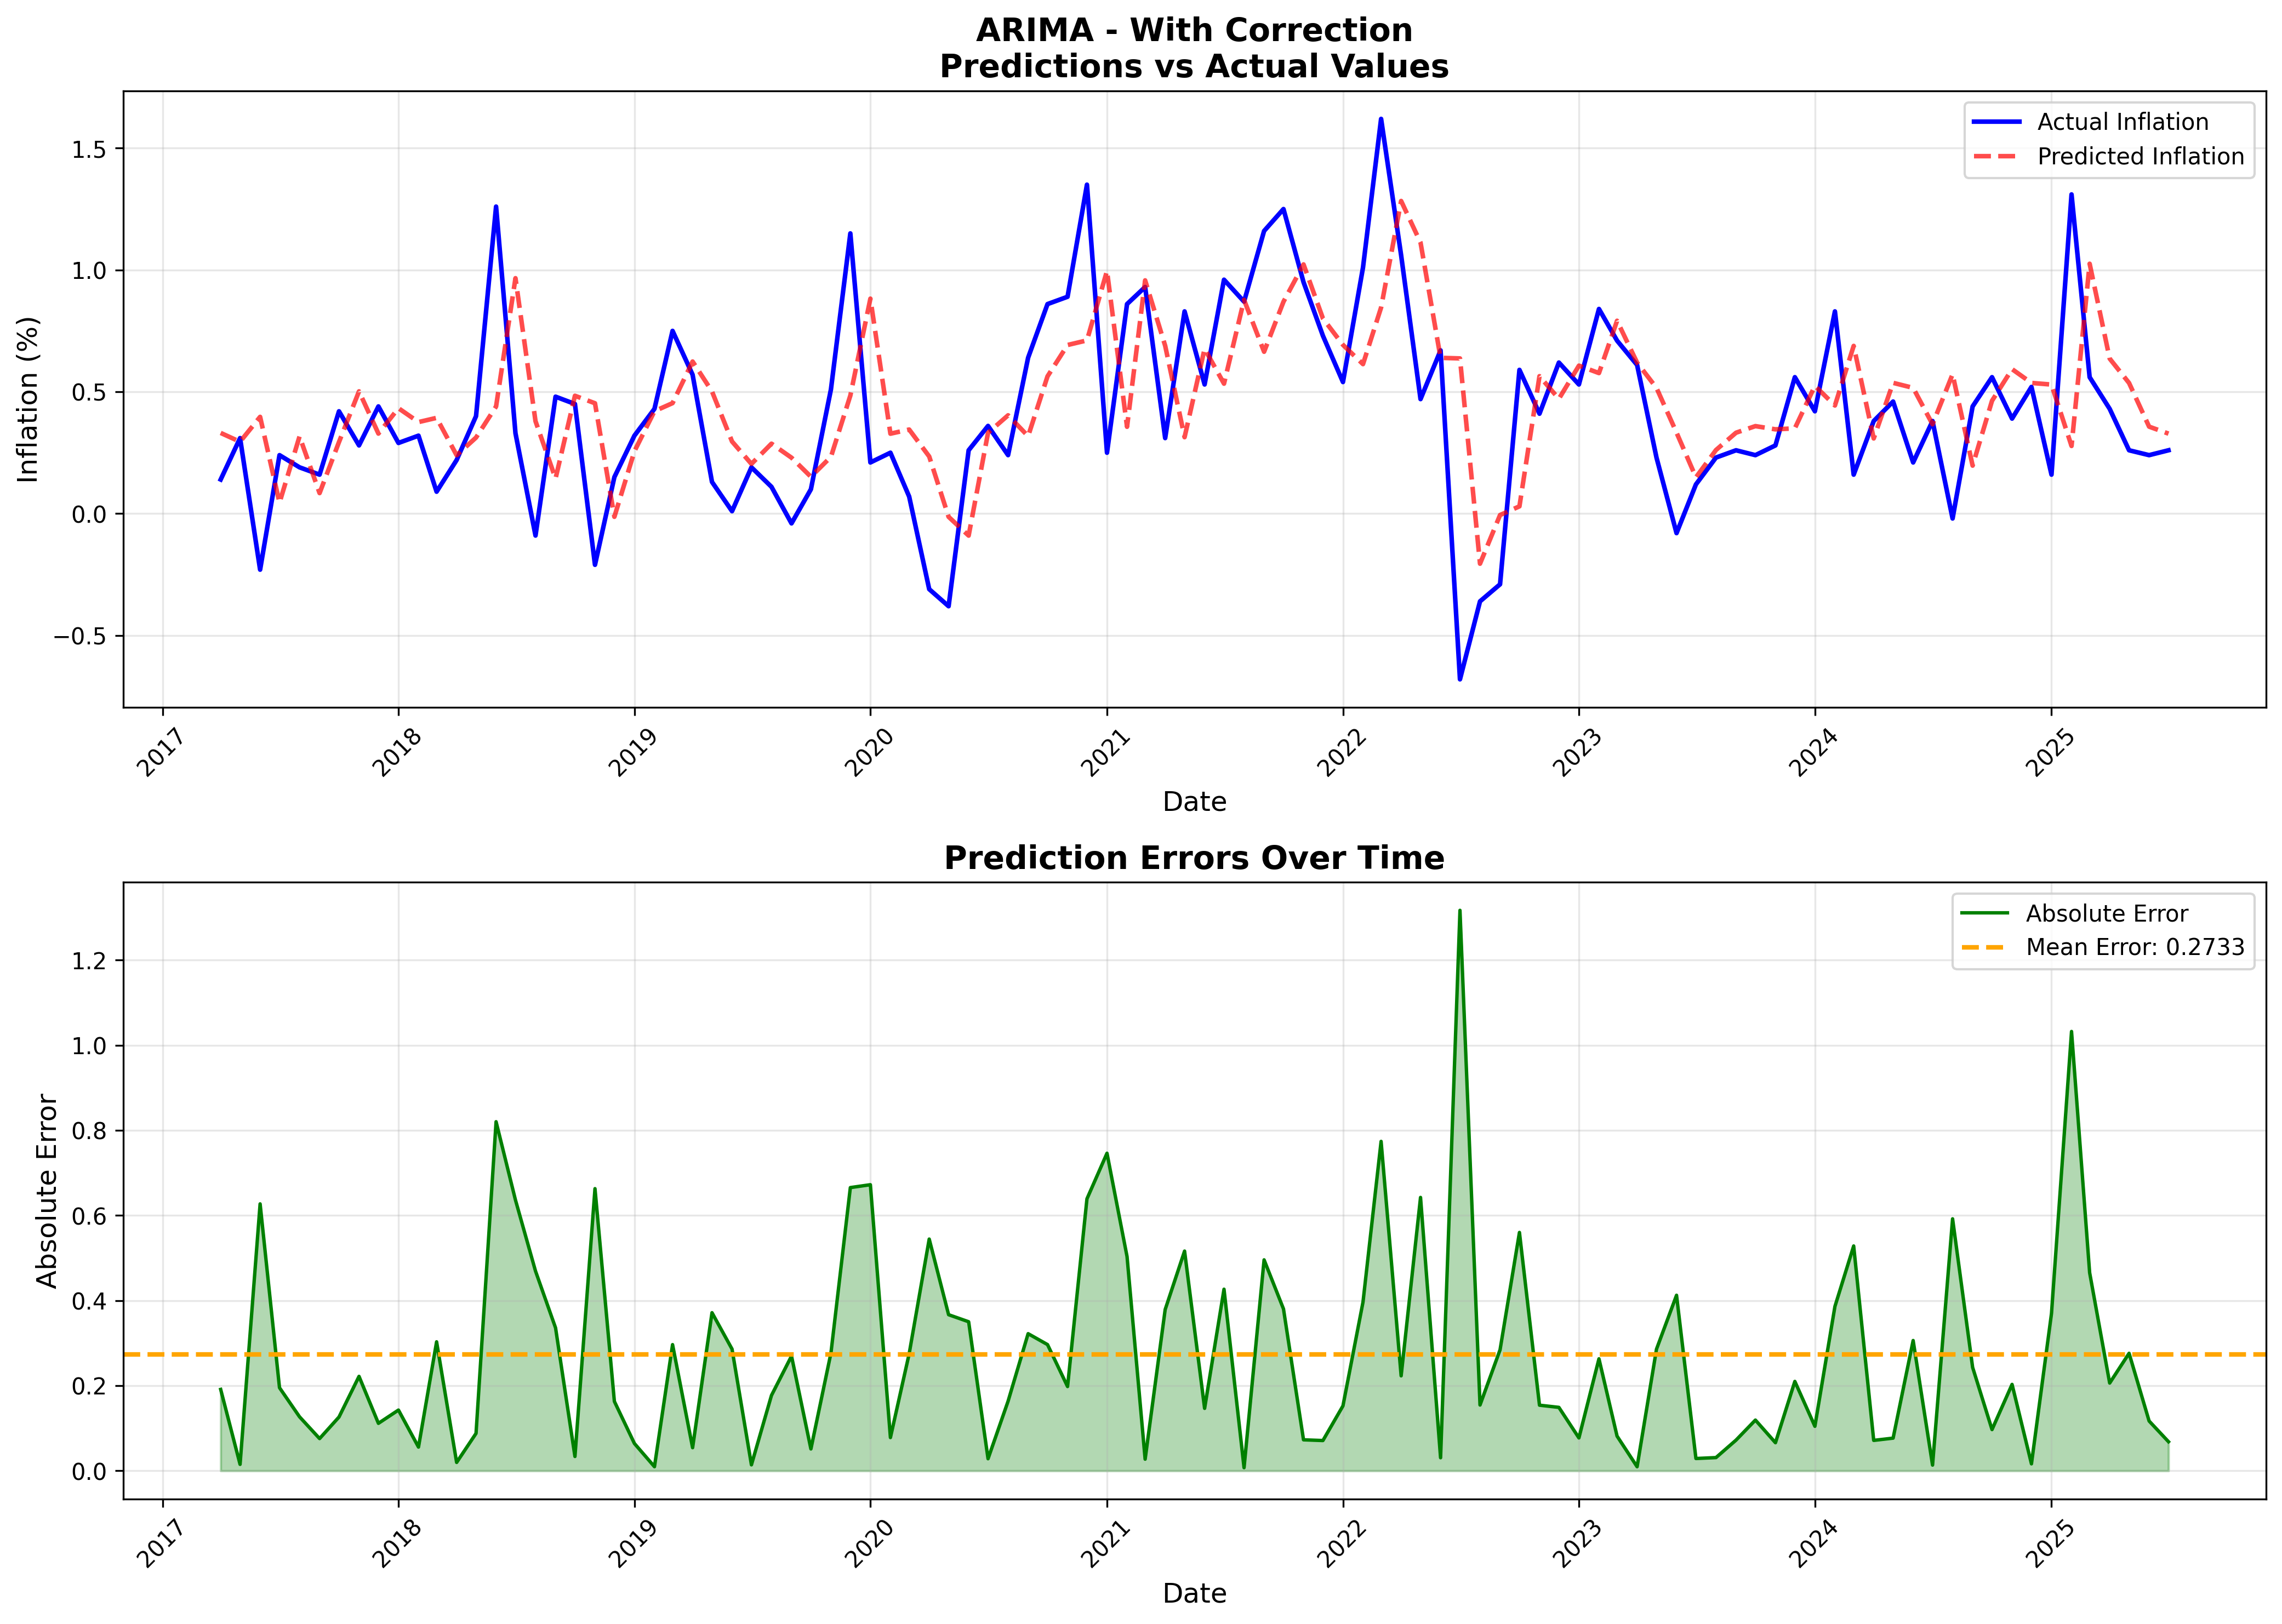 ARIMA - With Correction
Predictions vs Actual Values
Actual Inflation
Predicted Inflation
Inflation (%)
1.5
1.0
0.5
0.0
−0.5
2017 2018 2019 2020 2021 2022 2023 2024 2025
Date
Prediction Errors Over Time
Absolute Error
Mean Error: 0.2733
Absolute Error
1.2
1.0
0.8
0.6
0.4
0.2
0.0
2017 2018 2019 2020 2021 2022 2023 2024 2025
Date